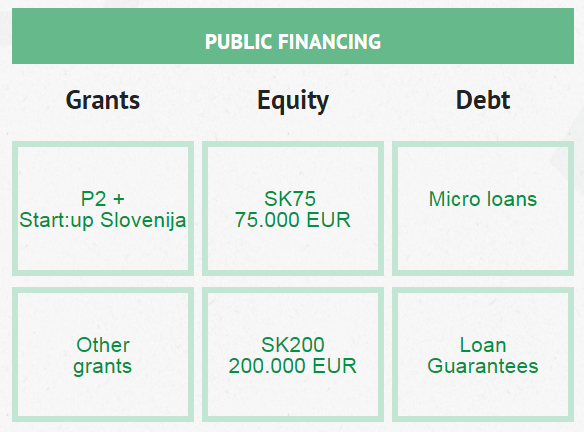 PUBLIC FINANCING
Grants
Equity
Debt
P2 +
Start:up Slovenija
SK75
75.000 EUR
Micro loans
Other
grants
SK200
200.000 EUR
Loan
Guarantees